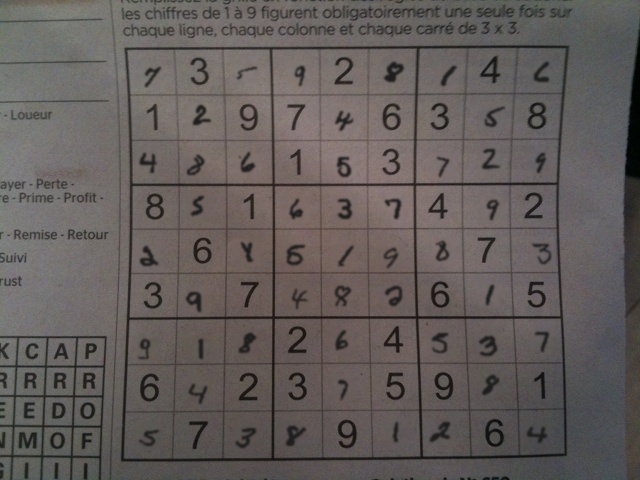 les chiffres de 1 à 9 figurent obligatoirement une seule fois sur
chaque ligne, chaque colonne et chaque carré de 3 x 3.
- Loueur
ayer - Perte -
re - Prime - Profit -
r - Remise - Retour
Suivi
rust
7 3 5 9 2 8 1 4 6
1 2 9 7 4 6 3 5 8
4 8 6 1 5 3 7 2 9
8 5 1 6 3 7 4 9 2
2 6 4 5 1 9 8 7 3
3 9 7 4 8 2 6 1 5
9 1 8 2 6 4 5 3 7
6 4 2 3 7 5 9 8 1
5 7 3 8 9 1 2 6 4
K C A P
R R R R
E E D O
N M O F
G I I I